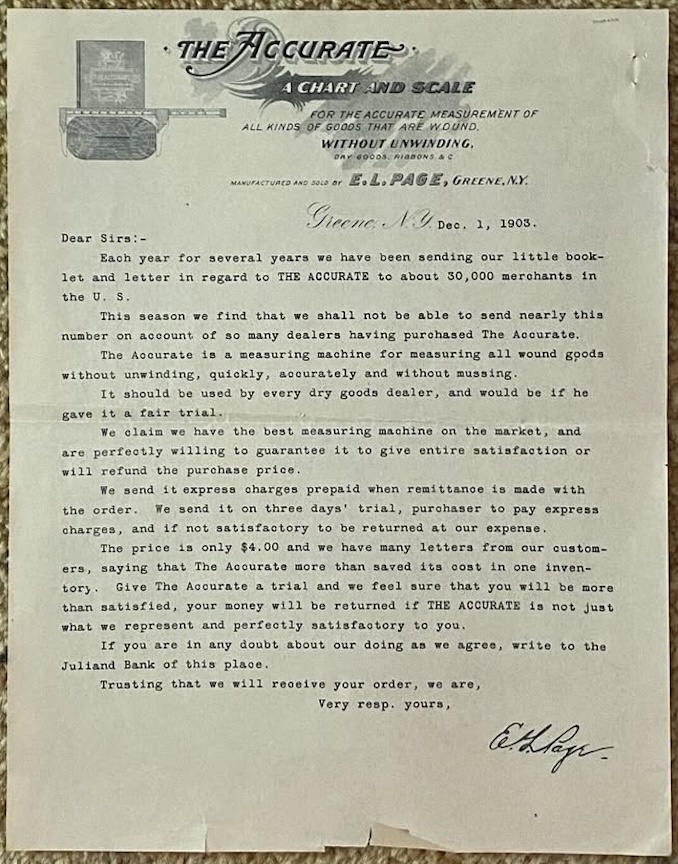 THE ACCURATE
A CHART AND SCALE
FOR THE ACCURATE MEASUREMENT OF
ALL KINDS OF GOODS THAT ARE WOUND,
WITHOUT UNWINDING,
DRY GOODS, RIBBONS & C
MANUFACTURED AND SOLD BY E. L. PAGE, GREENE, N.Y.
Greene, N.Y. Dec. 1, 1903.
Dear Sirs:-
Each year for several years we have been sending our little book-
let and letter in regard to THE ACCURATE to about 30,000 merchants in
the U. S.
This season we find that we shall not be able to send nearly this
number on account of so many dealers having purchased The Accurate.
The Accurate is a measuring machine for measuring all wound goods
without unwinding, quickly, accurately and without mussing.
It should be used by every dry goods dealer, and would be if he
gave it a fair trial.
We claim we have the best measuring machine on the market, and
are perfectly willing to guarantee it to give entire satisfaction or
will refund the purchase price.
We send it express charges prepaid when remittance is made with
the order. We send it on three days' trial, purchaser to pay express
charges, and if not satisfactory to be returned at our expense.
The price is only $4.00 and we have many letters from our custom-
ers, saying that The Accurate more than saved its cost in one inven-
tory. Give The Accurate a trial and we feel sure that you will be more
than satisfied, your money will be returned if THE ACCURATE is not just
what we represent and perfectly satisfactory to you.
If you are in any doubt about our doing as we agree, write to the
Juliand Bank of this place.
Trusting that we will receive your order, we are,
Very resp. yours,
E. L. Page.